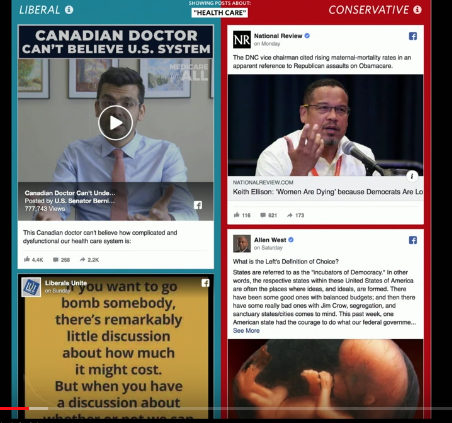 LIBERAL
SHOWING POSTS ABOUT:
"HEALTH CARE"
CONSERVATIVE
CANADIAN DOCTOR
CAN'T BELIEVE U.S. SYSTEM
MEDICARE
ALL
Canadian Doctor Can't Unde...
Posted by U.S. Senator Berni...
777,743 Views
This Canadian doctor can't believe how complicated and
dysfunctional our health care system is:
4.4K 288 2.2K
Liberals Unite
on Sunday
you want to go
bomb somebody,
there's remarkably
little discussion
about how much
it might cost.
But when you have
a discussion about
whether or not we can
NR
National Review
on Monday
The DNC vice chairman cited rising maternal-mortality rates in an
apparent reference to Republican assaults on Obamacare.
NATIONALREVIEW.COM
Keith Ellison: 'Women Are Dying' because Democrats Are Lo
116 821 173
Allen West
on Sunday
What is the Left's Definition of Choice?
States are referred to as the "incubators of Democracy." In other
words, the respective states within these United States of America
are often the places where ideas, and ideals, are formed. There
have been some good ones with balanced budgets; and then there
have some really bad ones with Jim Crow, segregation, and
sanctuary states/cities comes to mind. This past week, one
American state had the courage to do what our federal governme...
See More